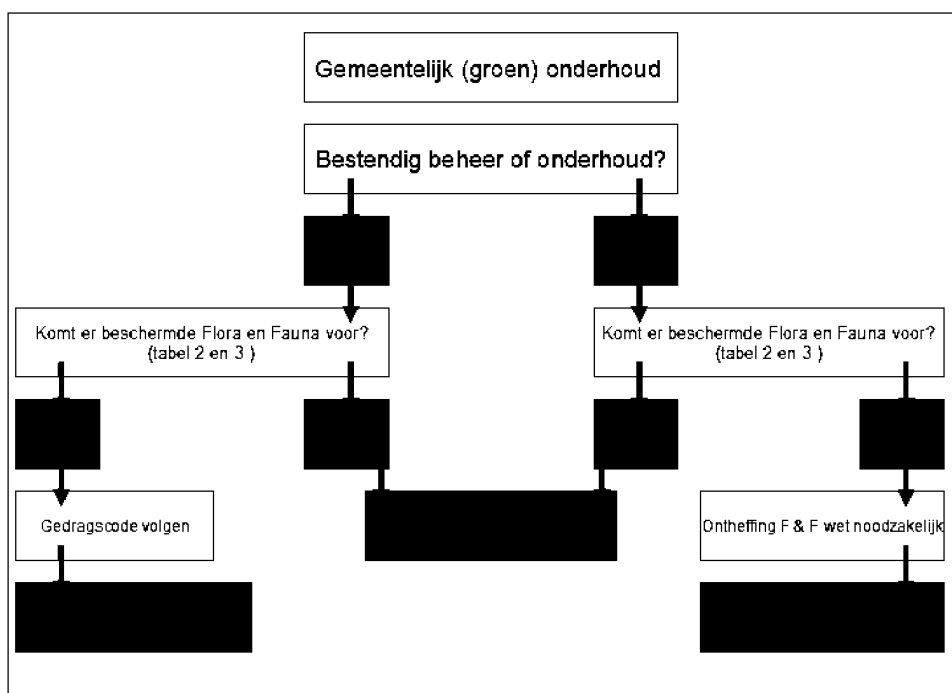 Gemeentelijk (groen) onderhoud
Bestendig beheer of onderhoud?
Komt er beschermde Flora en Fauna voor?
(tabel 2 en 3 )
Komt er beschermde Flora en Fauna voor?
(tabel 2 en 3 )
Gedragscode volgen
Ontheffing F & F wet noodzakelijk